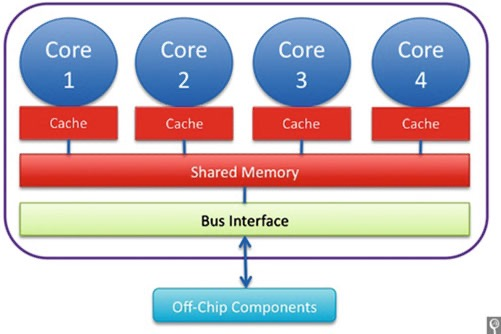 Core
1
Core
2
Core
3
Core
4
Cache
Cache
Cache
Cache
Shared Memory
Bus Interface
Off-Chip Components